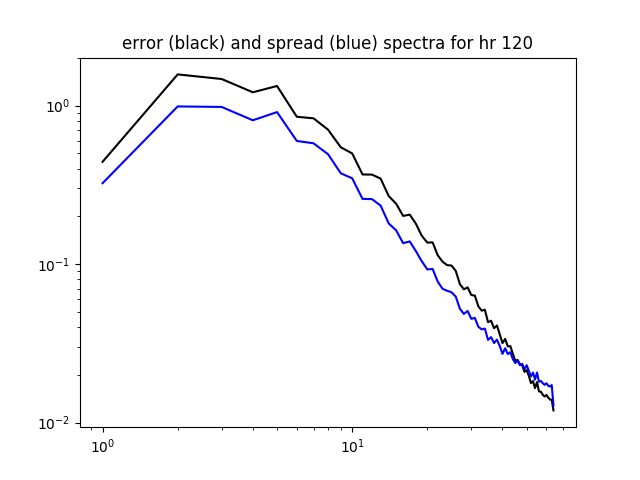 error (black) and spread (blue) spectra for hr 120
10⁰
10⁻¹
10⁻²
10⁰ 10¹